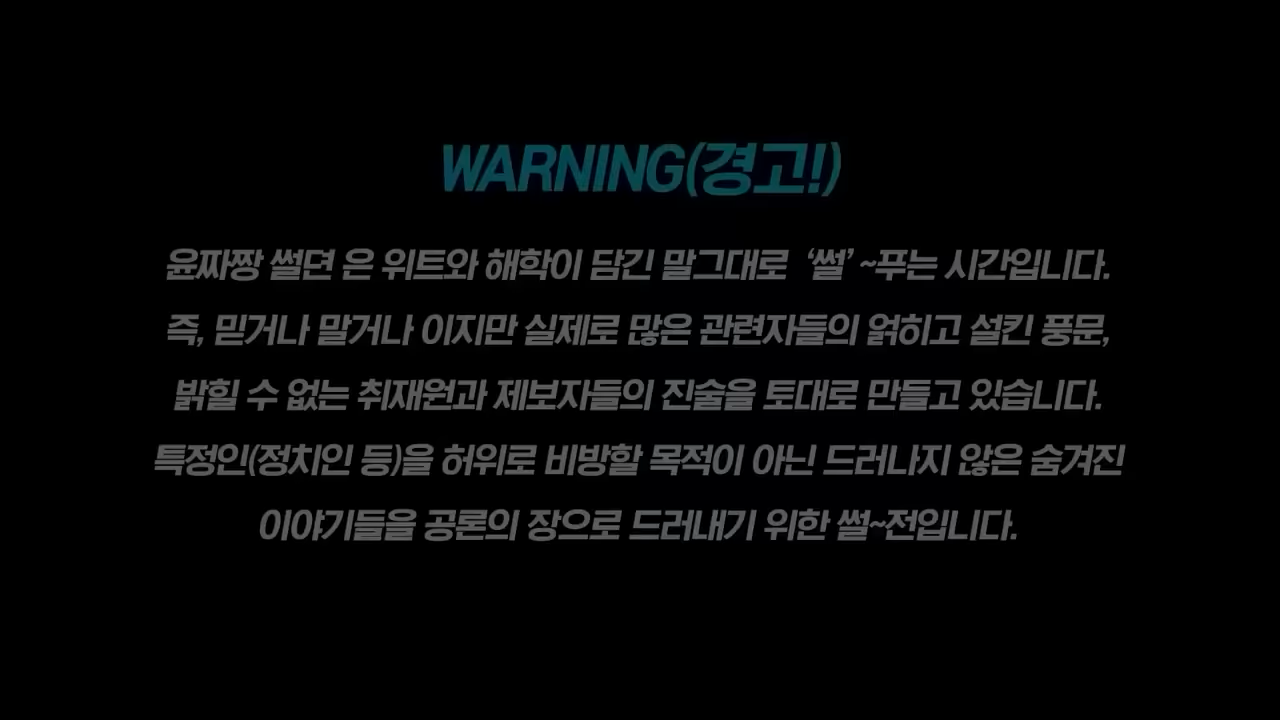 WARNING(경고!)
윤짜짱 썰뎐 은 위트와 해학이 담긴 말그대로 ‘썰’ ~푸는 시간입니다.
즉, 믿거나 말거나 이지만 실제로 많은 관련자들의 얽히고 설킨 풍문,
밝힐 수 없는 취재원과 제보자들의 진술을 토대로 만들고 있습니다.
특정인(정치인 등)을 허위로 비방할 목적이 아닌 드러나지 않은 숨겨진
이야기들을 공론의 장으로 드러내기 위한 썰~전입니다.